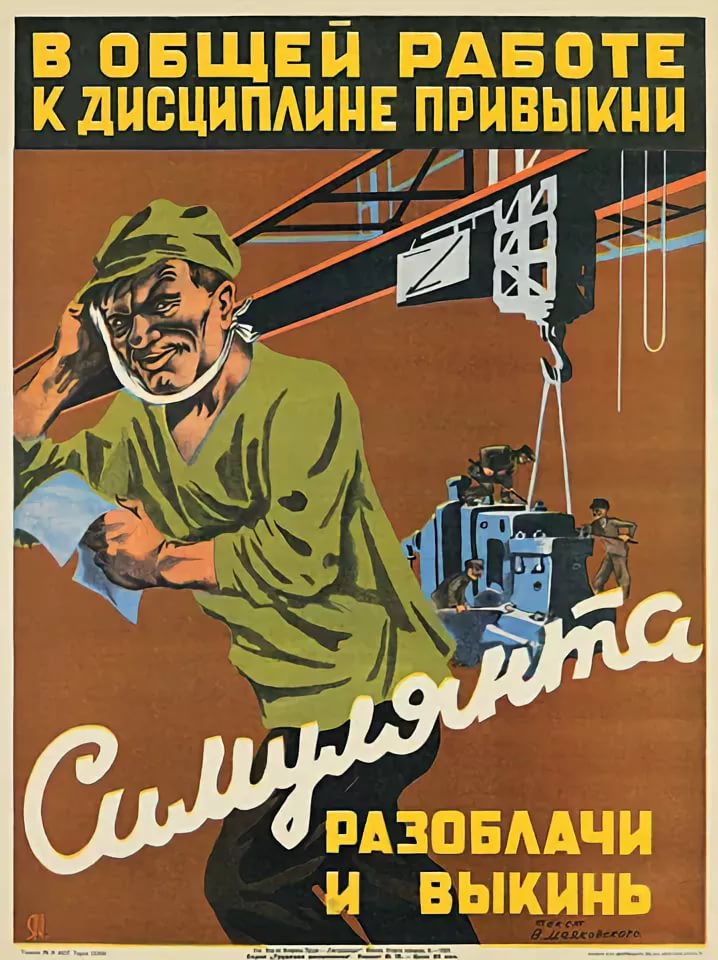 В ОБЩЕЙ РАБОТЕ
К ДИСЦИПЛИНЕ ПРИВЫКНИ
Симулянта
РАЗОБЛАЧИ
И ВЫКИНЬ
ТЕКСТ
В. Маяковского